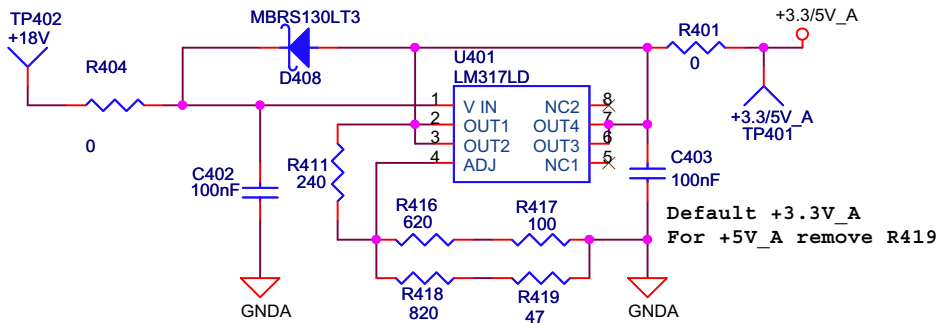 TP402
+18V
MBRS130LT3
D408
R404
0
U401
LM317LD
R401
0
+3.3/5V_A
+3.3/5V_A
TP401
1
2
3
4
V IN
OUT1
OUT2
ADJ
NC2
OUT4
OUT3
NC1
8
7
6
5
R411
240
C402
100nF
C403
100nF
R416
620
R417
100
R418
820
R419
47
Default +3.3V_A
For +5V_A remove R419
GNDA
GNDA